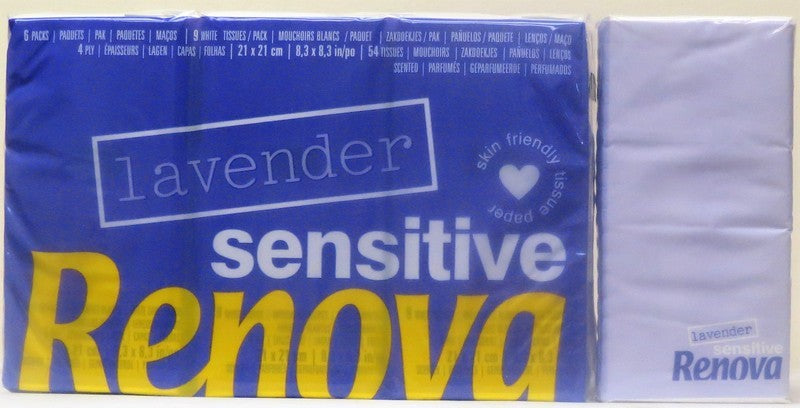 6 PACKS | PAQUETS | PAK | PAQUETES | MAÇOS | 9 WHITE TISSUES / PACK | MOUCHOIRS BLANCS / PAQUET | ZAKDOEKJES / PAK | PAÑUELOS / PAQUETE | LENÇOS / MAÇO
4 PLY | ÉPAISSEURS | LAGEN | CAPAS | FOLHAS | 21 x 21 cm | 8,3 x 8,3 in/po | 54 TISSUES | MOUCHOIRS | ZAKDOEKJES | PAÑUELOS | LENÇOS
SCENTED | PARFUMÉS | GEPARFUMEERDE | PERFUMADOS
lavender
skin friendly tissue paper
sensitive
Renova
lavender
sensitive
Renova